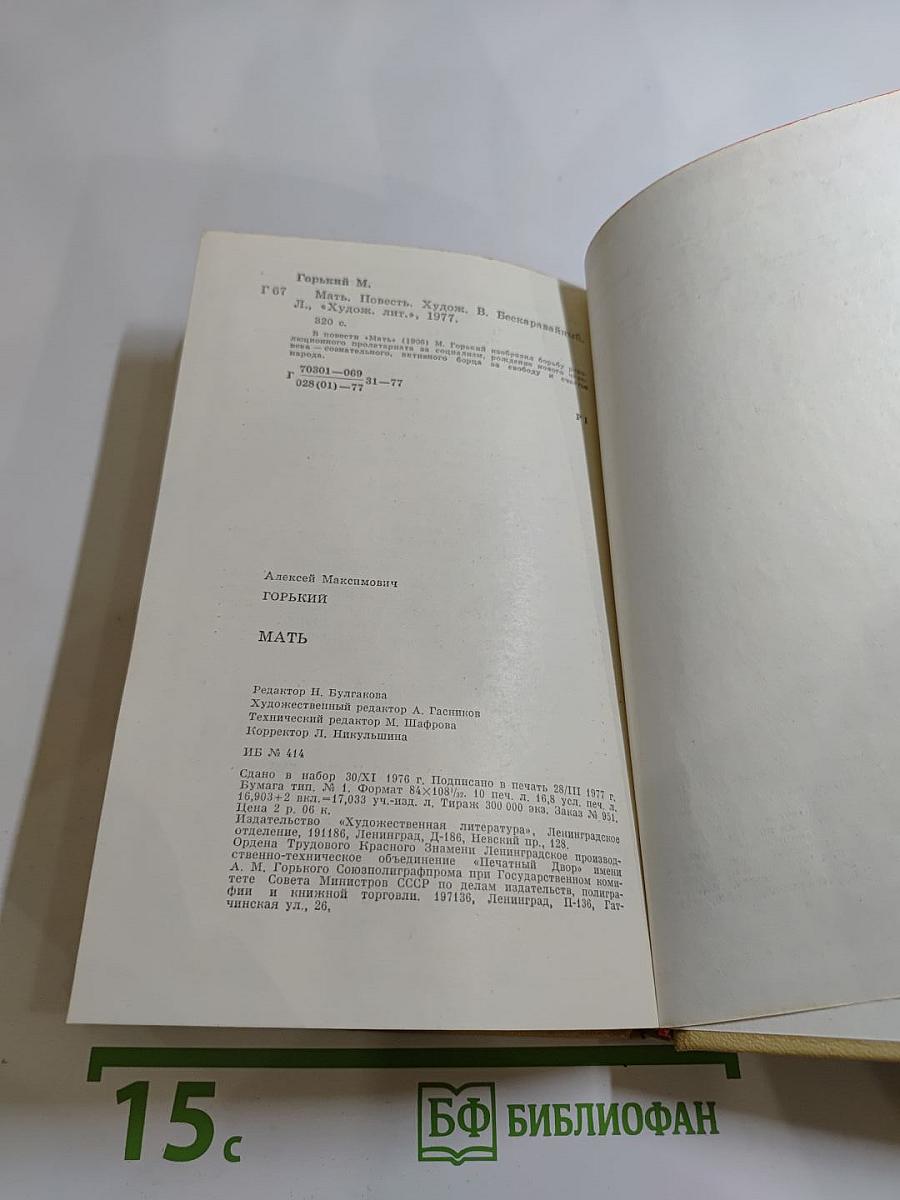 Горький М.
Г 67 Мать. Повесть. Худож. В. Бескаравайный.
Л., «Худож. лит.», 1977.
320 с.
В повести «Мать» (1906) М. Горький изобразил борьбу рево-
люционного пролетариата за социализм, рождение нового чело-
века — сознательного, активного борца за свободу и счастье
народа.
Г 70301—069 31—77
028(01)—77
Р 1
Алексей Максимович
ГОРЬКИЙ
МАТЬ
Редактор Н. Булгакова
Художественный редактор А. Гасников
Технический редактор М. Шафрова
Корректор Л. Никульшина
ИБ № 414
Сдано в набор 30/XI 1976 г. Подписано в печать 28/III 1977 г.
Бумага тип. № 1. Формат 84×108¹/₃₂. 10 печ. л. 16,8 усл. печ. л.
16,903+2 вкл.=17,033 уч.-изд. л. Тираж 300 000 экз. Заказ № 951.
Цена 2 р. 06 к.
Издательство «Художественная литература», Ленинградское
отделение, 191186, Ленинград, Д-186, Невский пр., 128.
Ордена Трудового Красного Знамени Ленинградское производ-
ственно-техническое объединение «Печатный Двор» имени
А. М. Горького Союзполиграфпрома при Государственном коми-
тете Совета Министров СССР по делам издательств, полигра-
фии и книжной торговли. 197136, Ленинград, П-136, Гат-
чинская ул., 26,
15 с
БФ БИБЛИОФАН